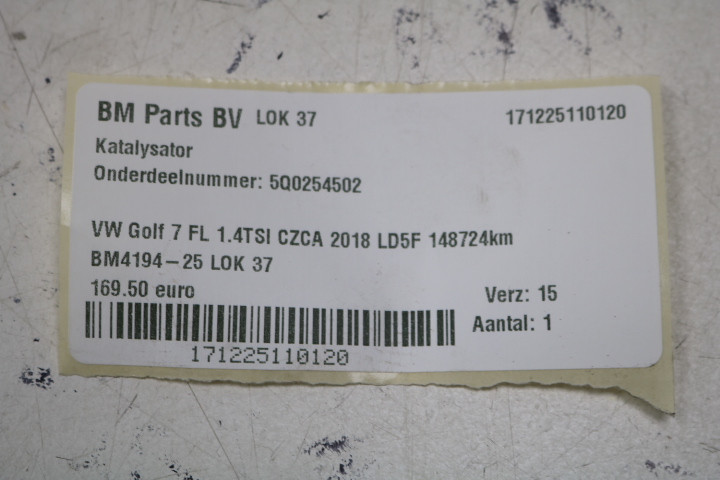 BM Parts BV LOK 37 171225110120
Katalysator
Onderdeelnummer: 5Q0254502
VW Golf 7 FL 1.4TSI CZCA 2018 LD5F 148724km
BM4194-25 LOK 37
169.50 euro Verz: 15
Aantal: 1
171225110120